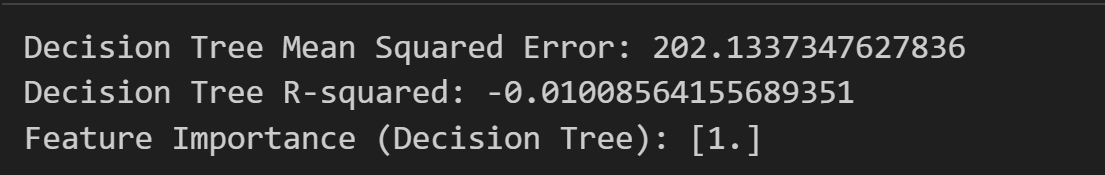 Decision Tree Mean Squared Error: 202.1337347627836
Decision Tree R-squared: -0.01008564155689351
Feature Importance (Decision Tree): [1.]